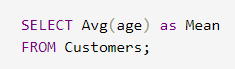 SELECT Avg(age) as Mean
FROM Customers;